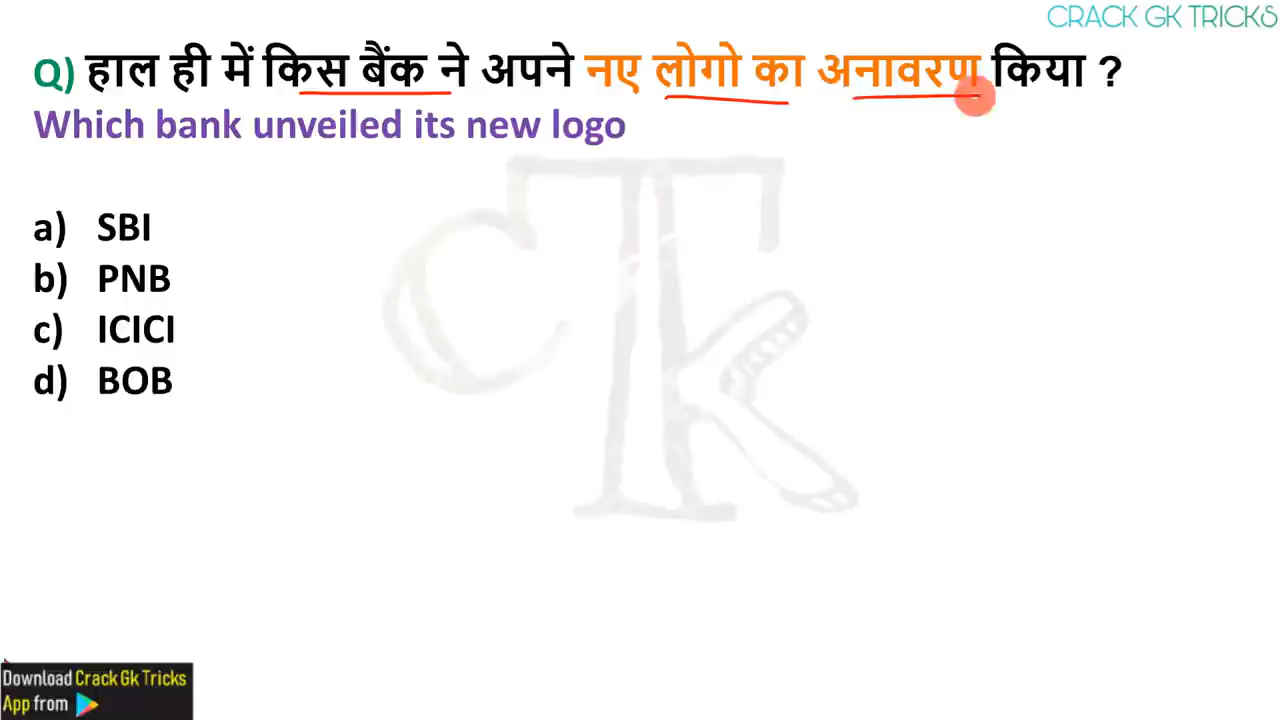 CRACK GK TRICKS
Q) हाल ही में किस बैंक ने अपने नए लोगो का अनावरण किया ?
Which bank unveiled its new logo
a) SBI
b) PNB
c) ICICI
d) BOB
Download Crack Gk Tricks
App from